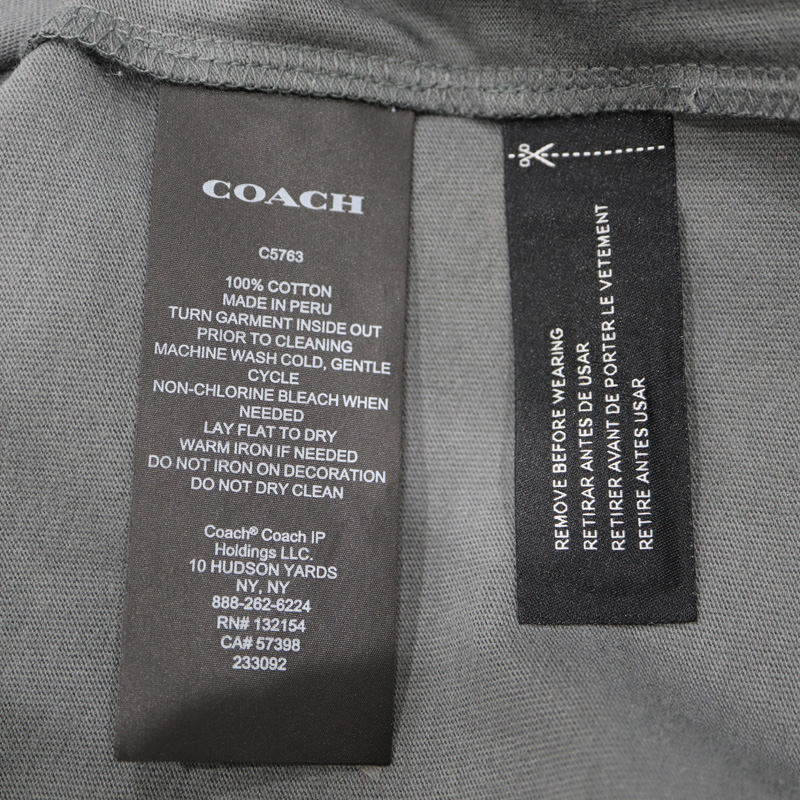 COACH
C5763
100% COTTON
MADE IN PERU
TURN GARMENT INSIDE OUT
PRIOR TO CLEANING
MACHINE WASH COLD, GENTLE
CYCLE
NON-CHLORINE BLEACH WHEN
NEEDED
LAY FLAT TO DRY
WARM IRON IF NEEDED
DO NOT IRON ON DECORATION
DO NOT DRY CLEAN
Coach® Coach IP
Holdings LLC.
10 HUDSON YARDS
NY, NY
888-262-6224
RN# 132154
CA# 57398
233092
REMOVE BEFORE WEARING
RETIRAR ANTES DE USAR
RETIRER AVANT DE PORTER LE VETEMENT
RETIRE ANTES USAR